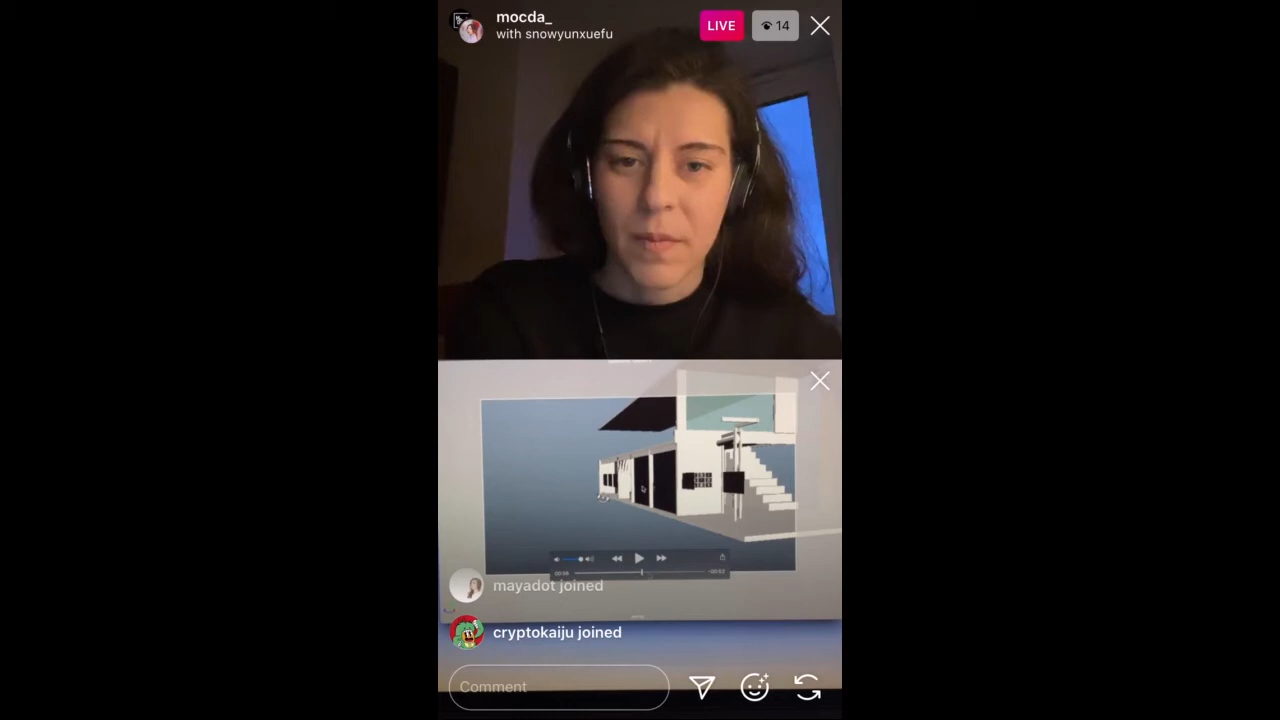 mocda_
with snowyunxuefu
LIVE
14
mayadot joined
cryptokaiju joined
Comment